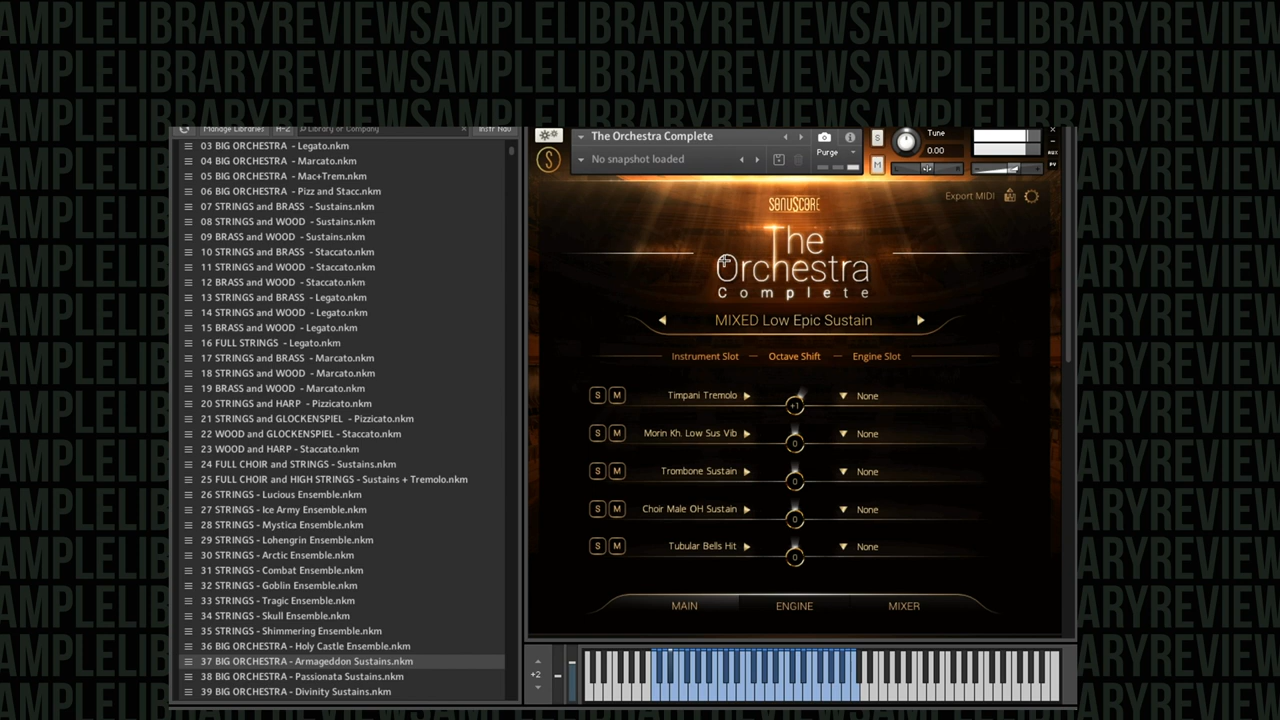 AMPLELIBRARYREVIEWSAMPLELIBRARYREVIEWSAMPLELIBRARYREVIEWS
Manage Libraries A-Z Library or Company × Instr Nav
03 BIG ORCHESTRA - Legato.nkm
04 BIG ORCHESTRA - Marcato.nkm
05 BIG ORCHESTRA - Mac+Trem.nkm
06 BIG ORCHESTRA - Pizz and Stacc.nkm
07 STRINGS and BRASS - Sustains.nkm
08 STRINGS and WOOD - Sustains.nkm
09 BRASS and WOOD - Sustains.nkm
10 STRINGS and BRASS - Staccato.nkm
11 STRINGS and WOOD - Staccato.nkm
12 BRASS and WOOD - Staccato.nkm
13 STRINGS and BRASS - Legato.nkm
14 STRINGS and WOOD - Legato.nkm
15 BRASS and WOOD - Legato.nkm
16 FULL STRINGS - Legato.nkm
17 STRINGS and BRASS - Marcato.nkm
18 STRINGS and WOOD - Marcato.nkm
19 BRASS and WOOD - Marcato.nkm
20 STRINGS and HARP - Pizzicato.nkm
21 STRINGS and GLOCKENSPIEL - Pizzicato.nkm
22 WOOD and GLOCKENSPIEL - Staccato.nkm
23 WOOD and HARP - Staccato.nkm
24 FULL CHOIR and STRINGS - Sustains.nkm
25 FULL CHOIR and HIGH STRINGS - Sustains + Tremolo.nkm
26 STRINGS - Lucious Ensemble.nkm
27 STRINGS - Ice Army Ensemble.nkm
28 STRINGS - Mystica Ensemble.nkm
29 STRINGS - Lohengrin Ensemble.nkm
30 STRINGS - Arctic Ensemble.nkm
31 STRINGS - Combat Ensemble.nkm
32 STRINGS - Goblin Ensemble.nkm
33 STRINGS - Tragic Ensemble.nkm
34 STRINGS - Skull Ensemble.nkm
35 STRINGS - Shimmering Ensemble.nkm
36 BIG ORCHESTRA - Holy Castle Ensemble.nkm
37 BIG ORCHESTRA - Armageddon Sustains.nkm
38 BIG ORCHESTRA - Passionata Sustains.nkm
39 BIG ORCHESTRA - Divinity Sustains.nkm
The Orchestra Complete
No snapshot loaded
Purge
S
M
Tune
0.00
L R
AUX
PV
Export MIDI
SONUSCORE
The
Orchestra
Complete
MIXED Low Epic Sustain
Instrument Slot — Octave Shift — Engine Slot
S M Timpani Tremolo +1 None
S M Morin Kh. Low Sus Vib 0 None
S M Trombone Sustain 0 None
S M Choir Male OH Sustain 0 None
S M Tubular Bells Hit 0 None
MAIN ENGINE MIXER
+2